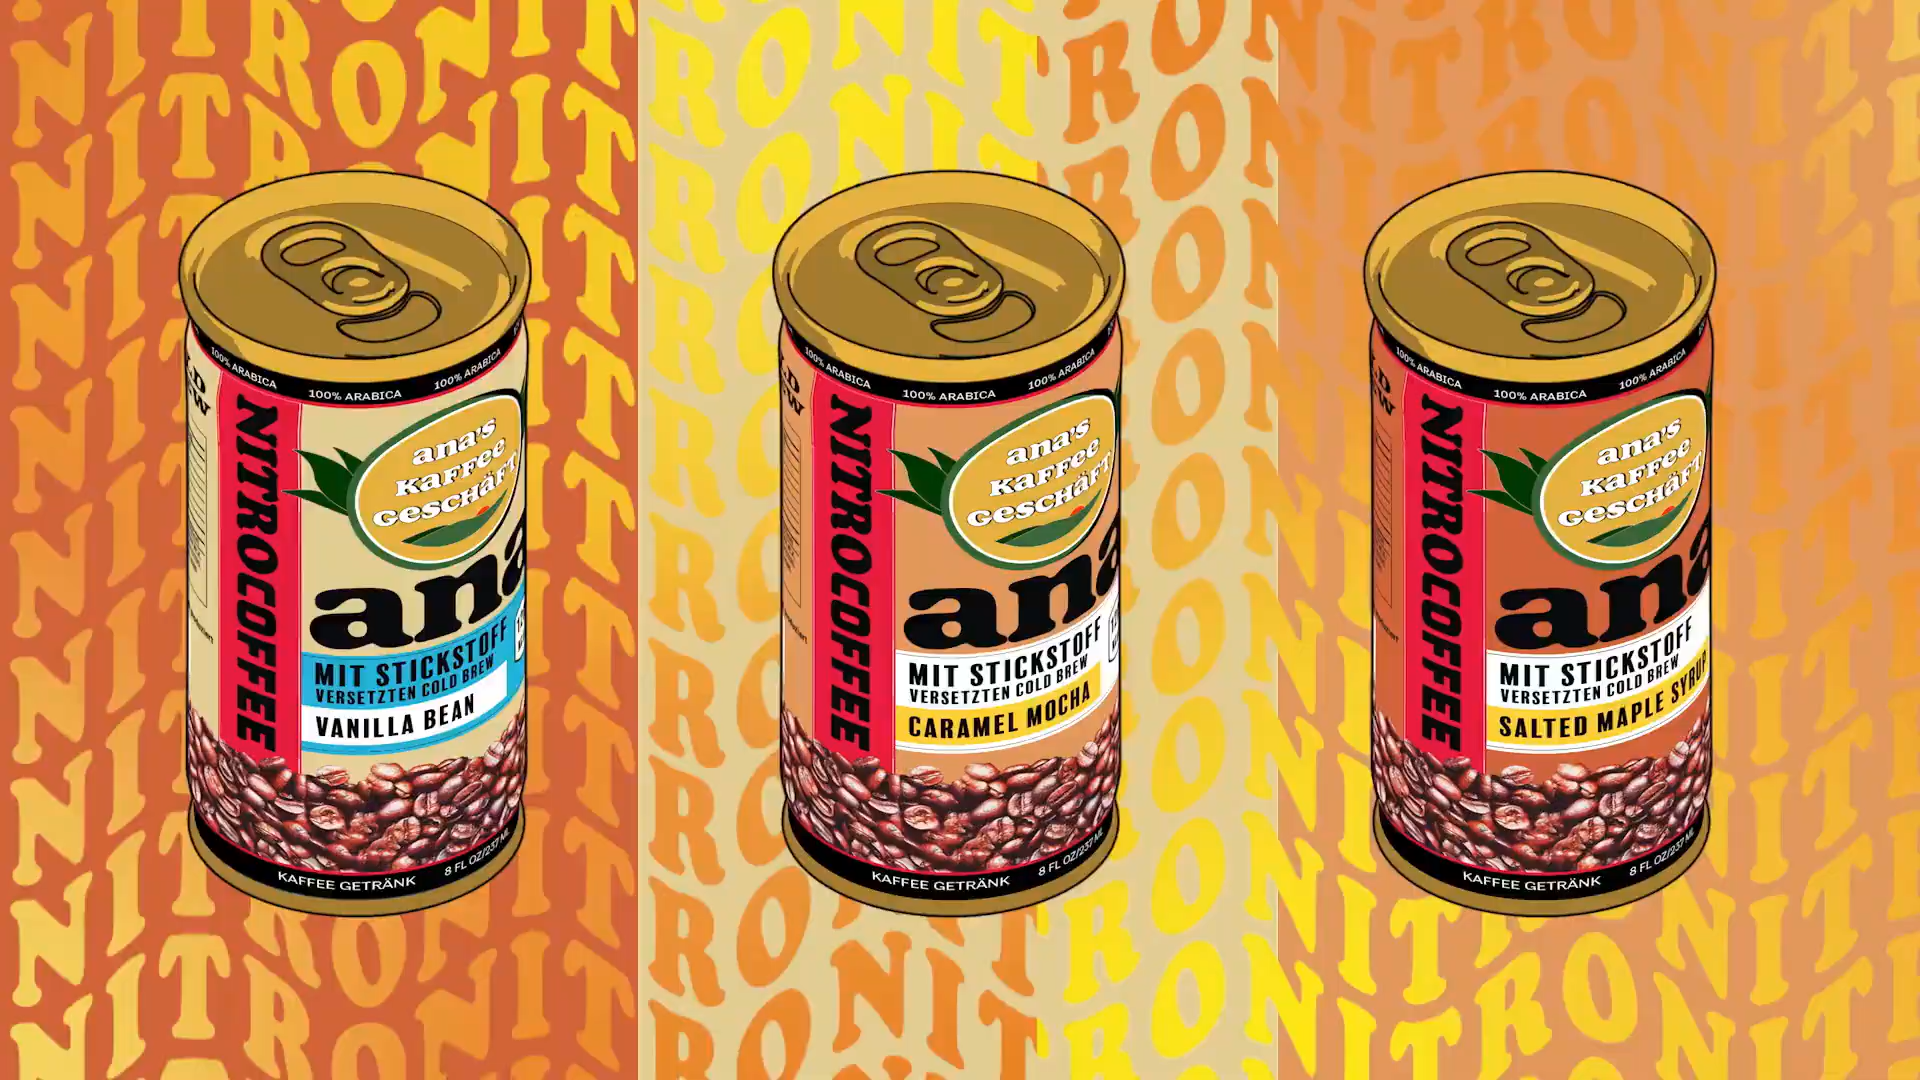 NITRO
100% ARABICA 100% ARABICA 100% ARABICA
NITROCOFFEE
ana's
KAFFEE
GESCHÄFT
ana
MIT STICKSTOFF
VERSETZTEN COLD BREW
VANILLA BEAN
KAFFEE GETRÄNK 8 FL OZ/237 ML
NITRO
100% ARABICA 100% ARABICA 100% ARABICA
NITROCOFFEE
ana's
KAFFEE
GESCHÄFT
ana
MIT STICKSTOFF
VERSETZTEN COLD BREW
CARAMEL MOCHA
KAFFEE GETRÄNK 8 FL OZ/237 ML
NITRO
100% ARABICA 100% ARABICA 100% ARABICA
NITROCOFFEE
ana's
KAFFEE
GESCHÄFT
ana
MIT STICKSTOFF
VERSETZTEN COLD BREW
SALTED MAPLE SYRUP
KAFFEE GETRÄNK 8 FL OZ/237 ML